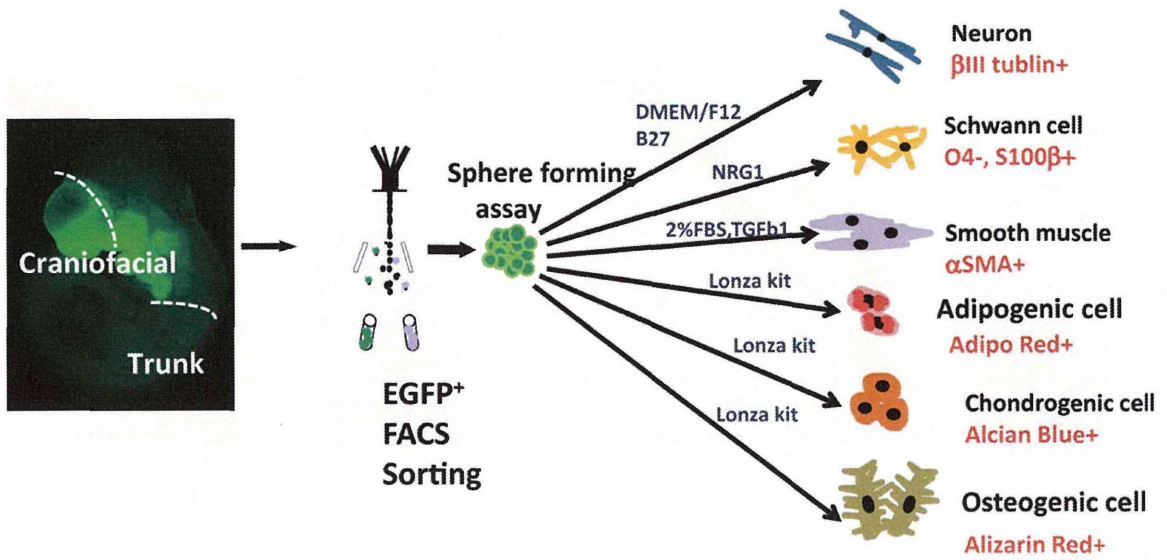 Craniofacial
Trunk
EGFP⁺
FACS
Sorting
Sphere forming
assay
DMEM/F12
B27
NRG1
2%FBS,TGFb1
Lonza kit
Lonza kit
Lonza kit
Neuron
βIII tublin+
Schwann cell
O4-, S100β+
Smooth muscle
αSMA+
Adipogenic cell
Adipo Red+
Chondrogenic cell
Alcian Blue+
Osteogenic cell
Alizarin Red+